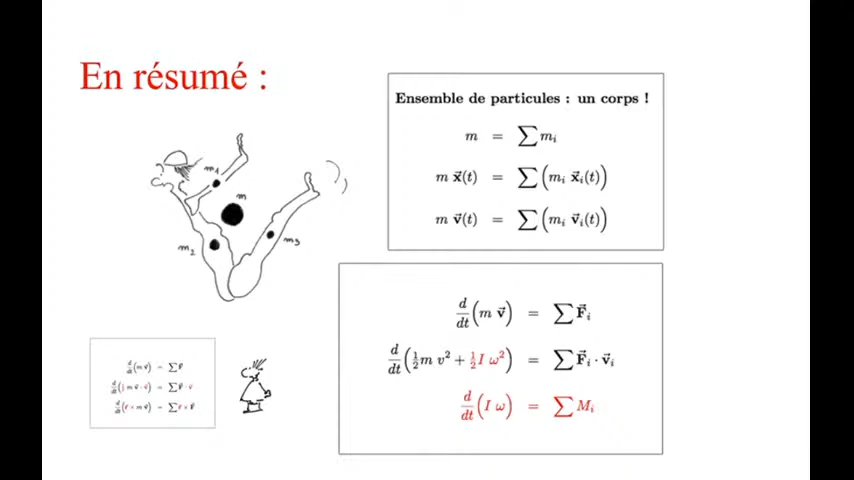 En résumé :
Ensemble de particules : un corps !
m = ∑ mᵢ
m x⃗(t) = ∑ (mᵢ x⃗ᵢ(t))
m v⃗(t) = ∑ (mᵢ v⃗ᵢ(t))
m₁
m
m₂
m₃
d/dt (m v⃗) = ∑ F⃗ᵢ
d/dt (½ m v² + ½ I ω²) = ∑ F⃗ᵢ · v⃗ᵢ
d/dt (I ω) = ∑ Mᵢ